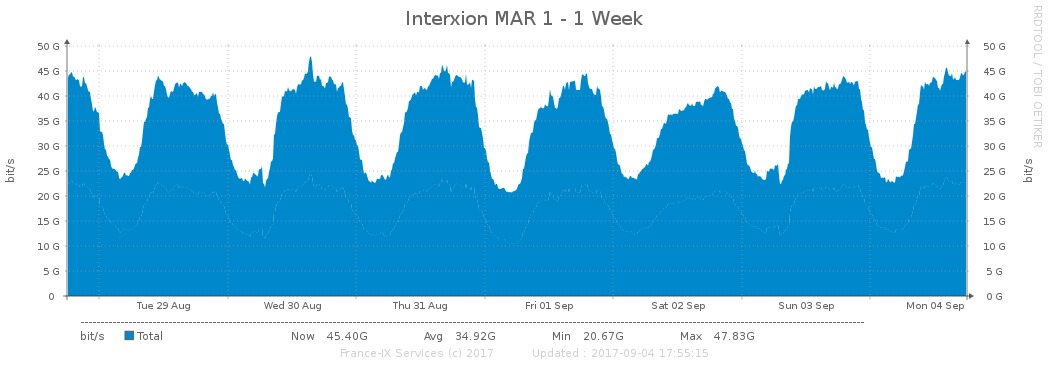 Interxion MAR 1 - 1 Week
RRDTOOL / TOBI OETIKER
50 G 50 G
45 G 45 G
40 G 40 G
35 G 35 G
30 G 30 G
25 G 25 G
20 G 20 G
15 G 15 G
10 G 10 G
5 G 5 G
0 0 G
bit/s
bit/s
Tue 29 Aug Wed 30 Aug Thu 31 Aug Fri 01 Sep Sat 02 Sep Sun 03 Sep Mon 04 Sep
bit/s Total Now 45.40G Avg 34.92G Min 20.67G Max 47.83G
France-IX Services (c) 2017 Updated : 2017-09-04 17:55:15